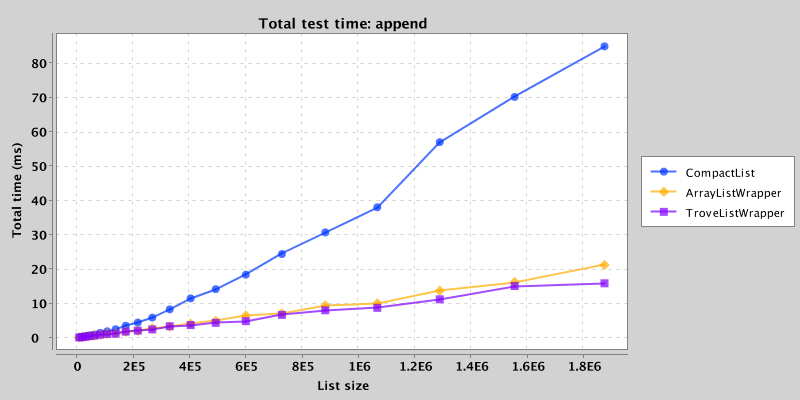 Total test time: append
Total time (ms)
80
70
60
50
40
30
20
10
0
0 2E5 4E5 6E5 8E5 1E6 1.2E6 1.4E6 1.6E6 1.8E6
List size
CompactList
ArrayListWrapper
TroveListWrapper